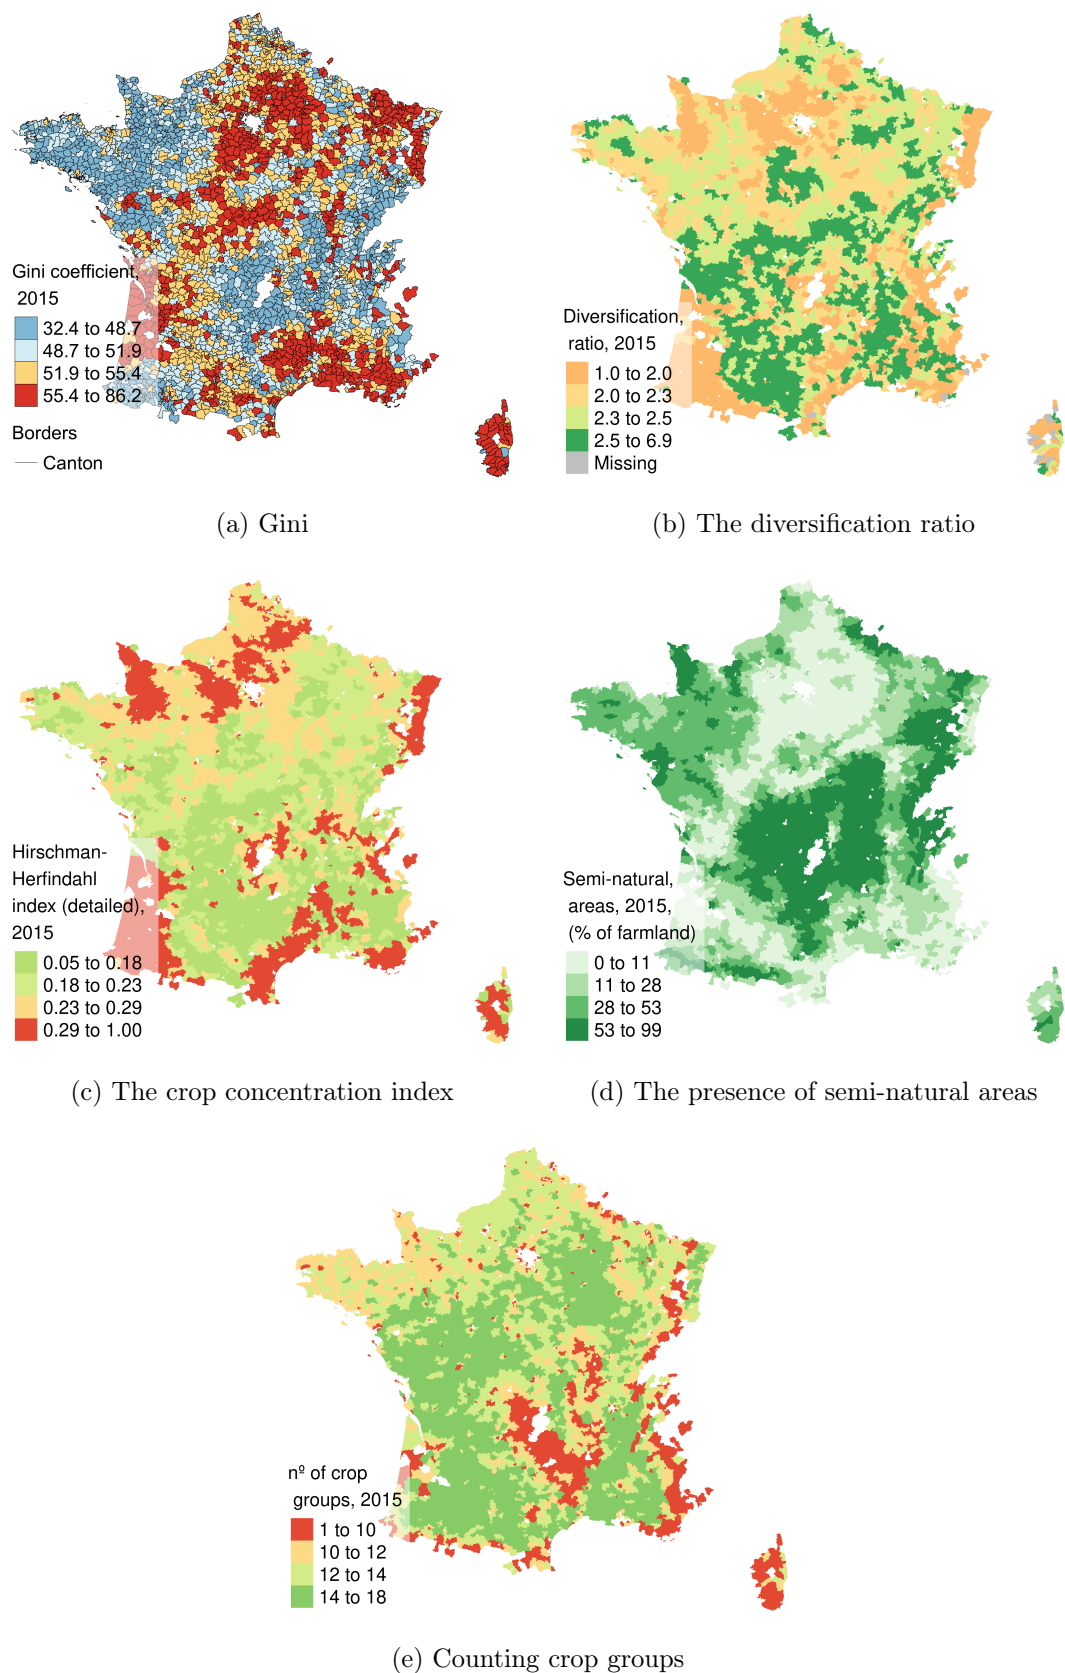 Gini coefficient,
2015
32.4 to 48.7
48.7 to 51.9
51.9 to 55.4
55.4 to 86.2
Borders
Canton
(a) Gini
Diversification,
ratio, 2015
1.0 to 2.0
2.0 to 2.3
2.3 to 2.5
2.5 to 6.9
Missing
(b) The diversification ratio
Hirschman-
Herfindahl
index (detailed),
2015
0.05 to 0.18
0.18 to 0.23
0.23 to 0.29
0.29 to 1.00
(c) The crop concentration index
Semi-natural,
areas, 2015,
(% of farmland)
0 to 11
11 to 28
28 to 53
53 to 99
(d) The presence of semi-natural areas
nº of crop
groups, 2015
1 to 10
10 to 12
12 to 14
14 to 18
(e) Counting crop groups